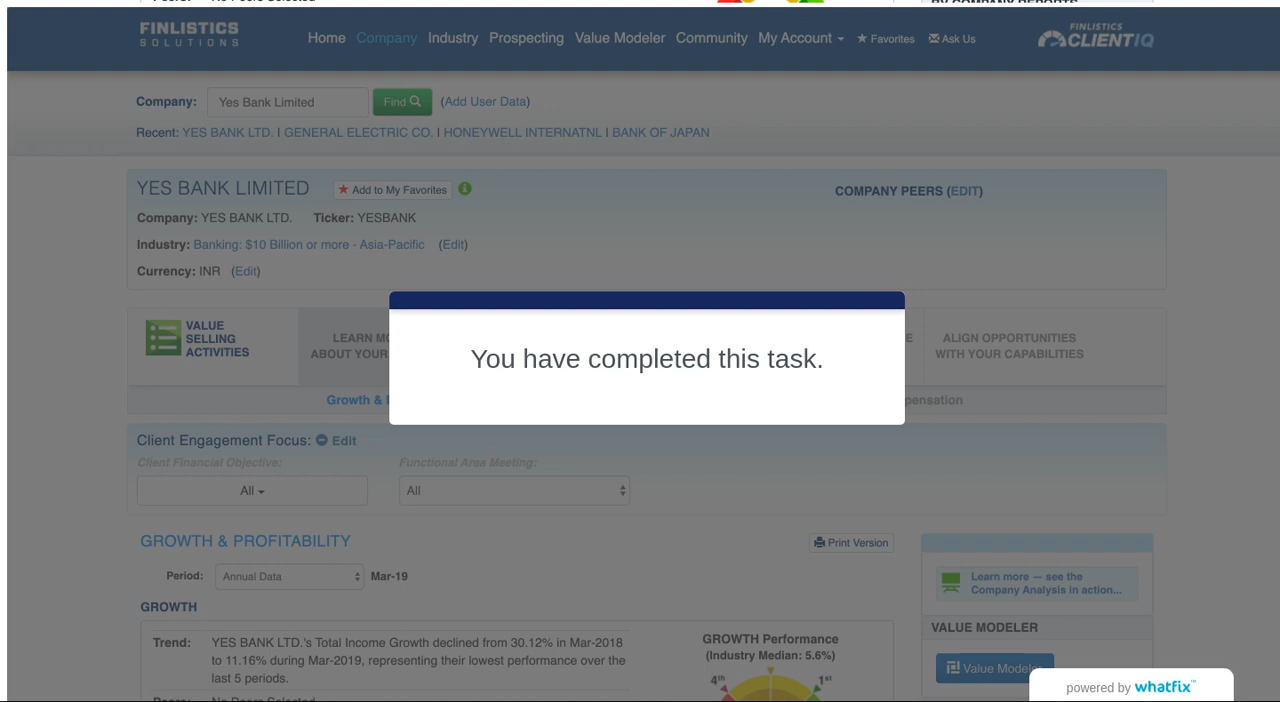 FINLISTICS
SOLUTIONS
Home Company Industry Prospecting Value Modeler Community My Account Favorites Ask Us
FINLISTICS
CLIENTIQ
Company: Yes Bank Limited Find (Add User Data)
Recent: YES BANK LTD. I GENERAL ELECTRIC CO. I HONEYWELL INTERNATNL I BANK OF JAPAN
YES BANK LIMITED Add to My Favorites
COMPANY PEERS (EDIT)
Company: YES BANK LTD. Ticker: YESBANK
Industry: Banking: $10 Billion or more - Asia-Pacific (Edit)
Currency: INR (Edit)
VALUE
SELLING
ACTIVITIES
LEARN
ABOUT YOUR
ALIGN OPPORTUNITIES
WITH YOUR CAPABILITIES
Growth &
You have completed this task.
Client Engagement Focus: Edit
Client Financial Objective: Functional Area Meeting:
All All
GROWTH & PROFITABILITY
Print Version
Period: Annual Data Mar-19
GROWTH
Trend: YES BANK LTD.'s Total Income Growth declined from 30.12% in Mar-2018
to 11.16% during Mar-2019, representing their lowest performance over the
last 5 periods.
GROWTH Performance
(Industry Median: 5.6%)
4th 1st
Learn more — see the
Company Analysis in action...
VALUE MODELER
Value Modeler
powered by whatfix™